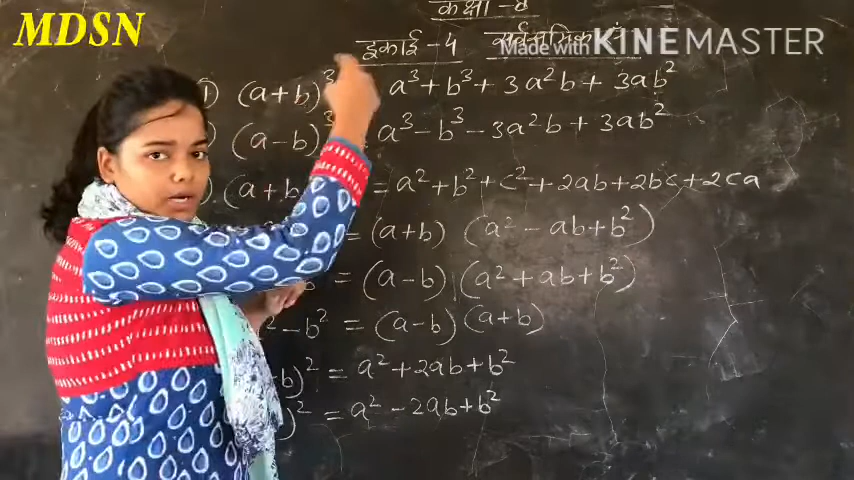 MDSN
कक्षा-8
इकाई-4
Made with KINEMASTER
① (a+b)³ a³+b³+3a²b+3ab²
(a-b)³ = a³-b³-3a²b+3ab²
(a+b = a²+b²+c²+2ab+2bc+2ca
= (a+b) (a²-ab+b²)
= (a-b) (a²+ab+b²)
²-b² = (a-b)(a+b)
-b)² = a²+2ab+b²
)² = a²-2ab+b²